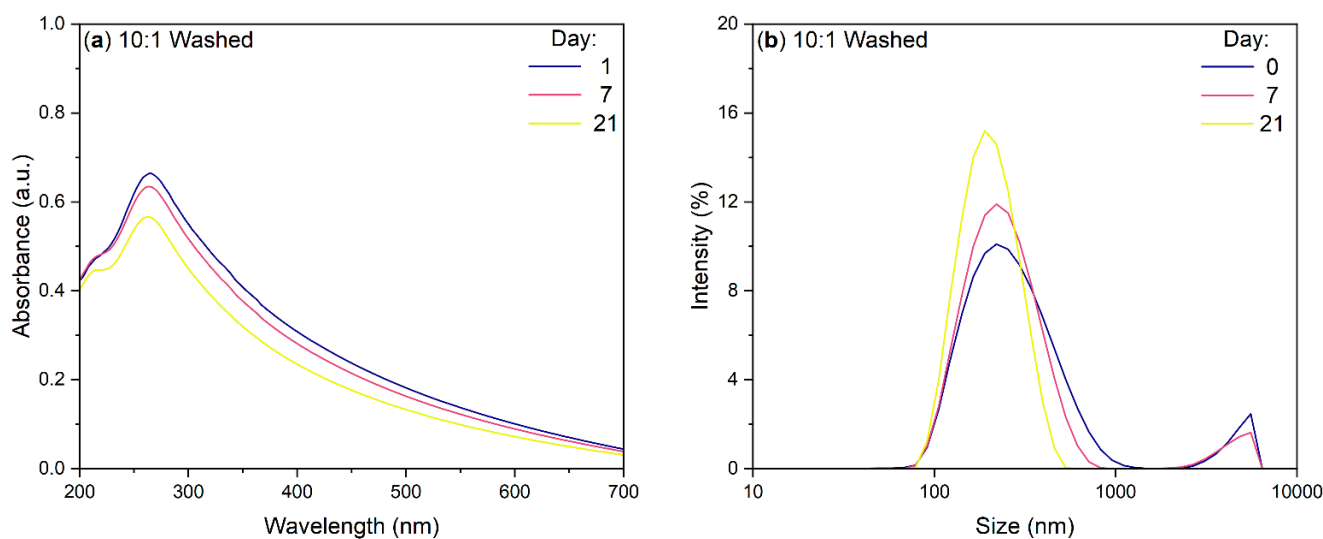 (a) 10:1 Washed
Day:
1
7
21
1.0
0.8
0.6
0.4
0.2
0.0
Absorbance (a.u.)
200 300 400 500 600 700
Wavelength (nm)
(b) 10:1 Washed
Day:
0
7
21
20
16
12
8
4
0
Intensity (%)
10 100 1000 10000
Size (nm)